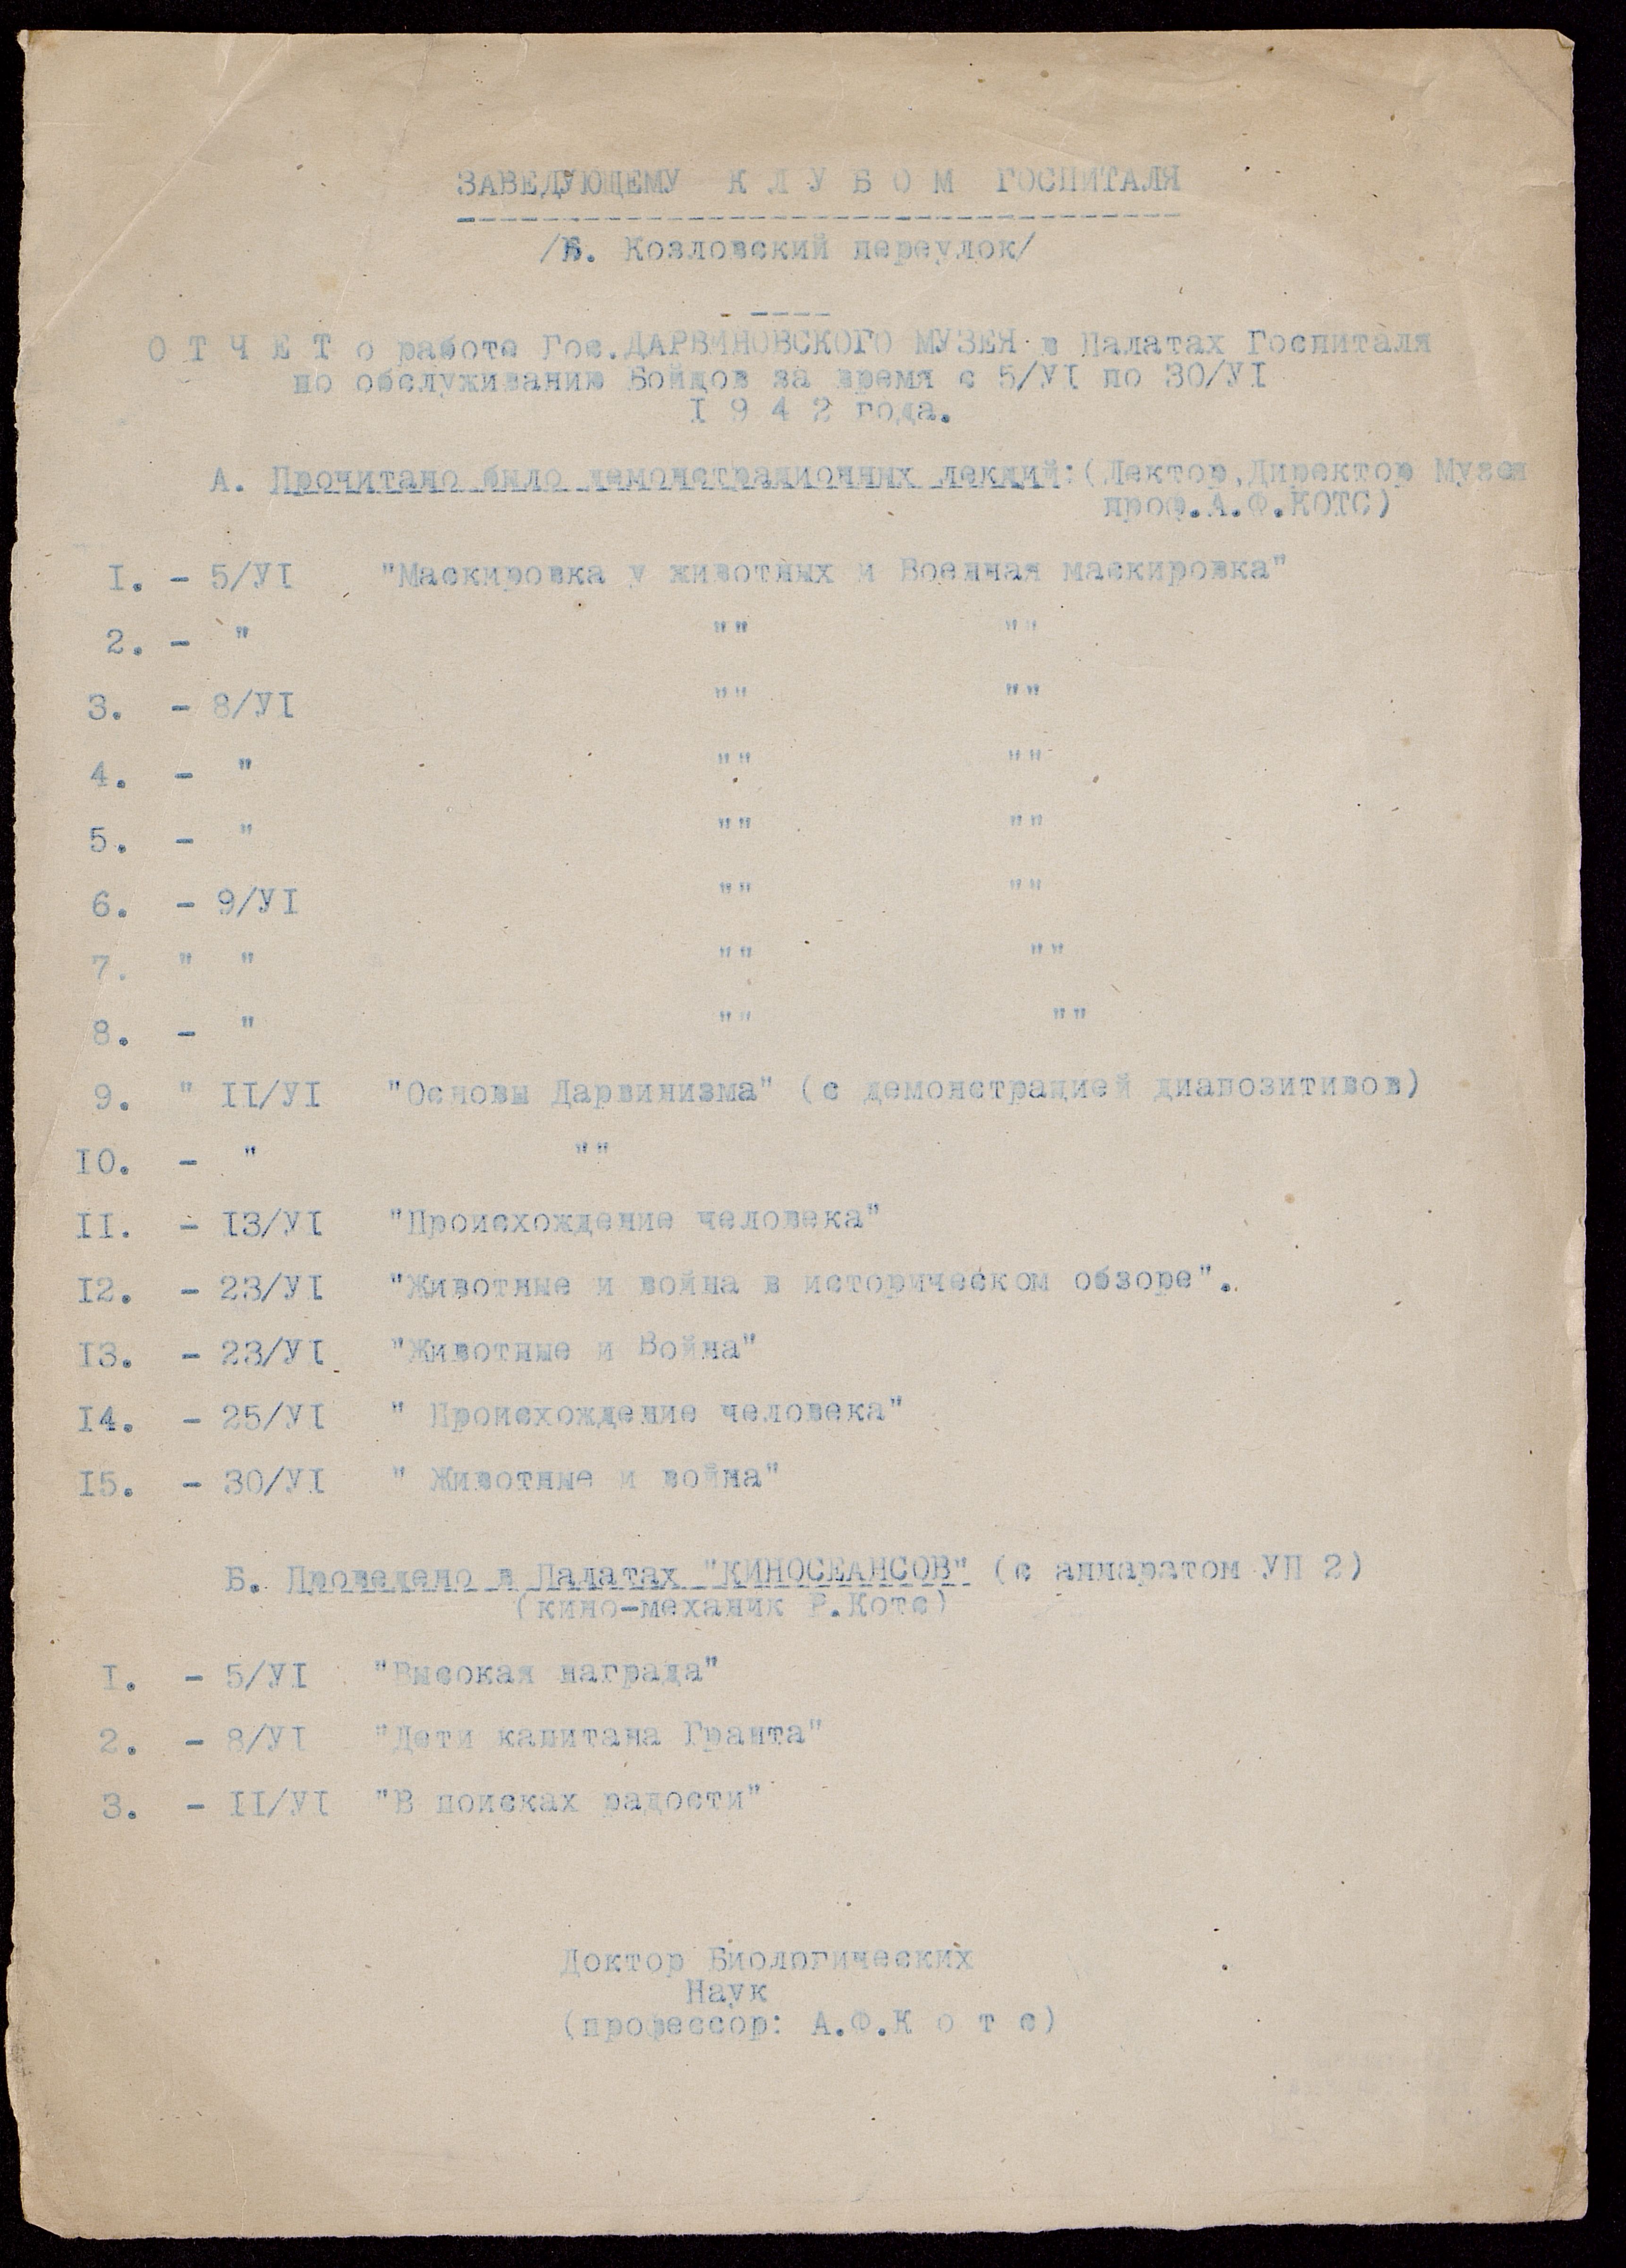 ЗАВЕДУЮЩЕМУ К Л У Б О М ГОСПИТАЛЯ
/Б. Козловский переулок/
О Т Ч Е Т о работе Гос.ДАРВИНОВСКОГО МУЗЕЯ в Палатах Госпиталя
по обслуживанию Бойцов за время с 5/УI по 30/УI
I 9 4 2 года.
А. Прочитано было демонстрационных лекций:(Лектор,Директор Музея
проф.А.Ф.КОТС)
I. - 5/УI "Маскировка у животных и Военная маскировка"
2. - " "" ""
3. - 8/УI "" ""
4. - " "" ""
5. - " "" ""
6. - 9/УI "" ""
7. " " "" ""
8. - " "" ""
9. " II/УI "Основы Дарвинизма" (с демонстрацией диапозитивов)
I0. - " ""
II. - I3/УI "Происхождение человека"
I2. - 23/УI "Животные и война в историческом обзоре".
I3. - 23/УI "Животные и Война"
I4. - 25/УI " Происхождение человека"
I5. - 30/УI " Животные и война"
Б. Проведено в Палатах "КИНОСЕАНСОВ" (с аппаратом УП 2)
(кино-механик Р.Котс)
I. - 5/УI "Высокая награда"
2. - 8/УI "Дети капитана Гранта"
3. - II/УI "В поисках радости"
Доктор Биологических
Наук
(профессор: А.Ф.К о т с)